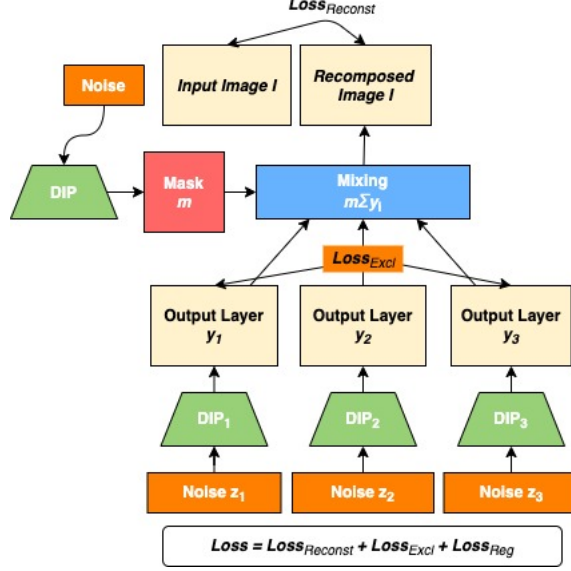 Loss_Reconst
Noise
Input Image I
Recomposed
Image I
DIP
Mask
m
Mixing
mΣy_i
Loss_Excl
Output Layer
y_1
Output Layer
y_2
Output Layer
y_3
DIP_1
DIP_2
DIP_3
Noise z_1
Noise z_2
Noise z_3
Loss = Loss_Reconst + Loss_Excl + Loss_Reg